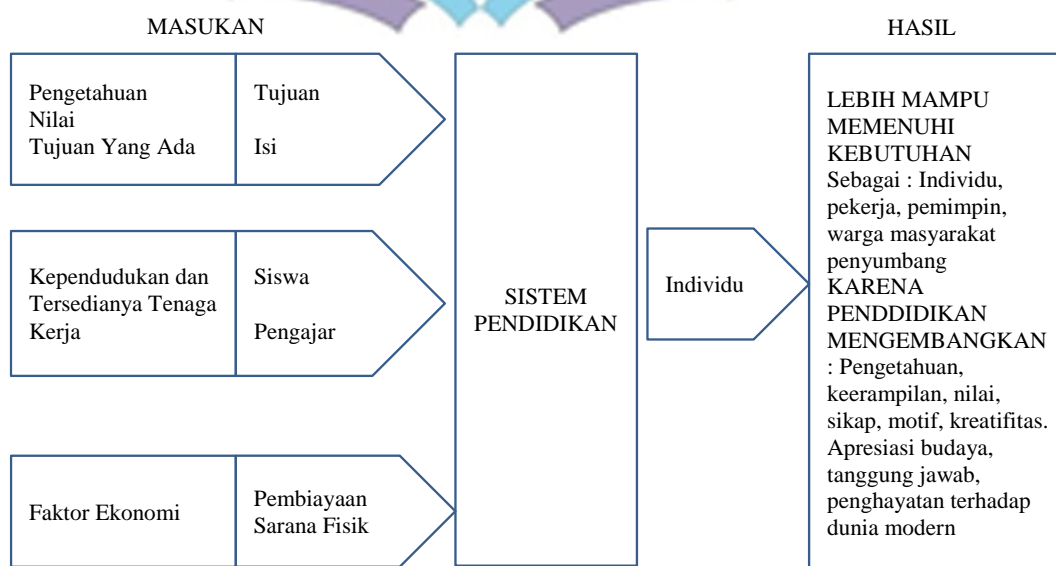 MASUKAN
HASIL
Pengetahuan
Nilai
Tujuan Yang Ada
Tujuan
Isi
Kependudukan dan
Tersedianya Tenaga
Kerja
Siswa
Pengajar
Faktor Ekonomi
Pembiayaan
Sarana Fisik
SISTEM
PENDIDIKAN
Individu
LEBIH MAMPU
MEMENUHI
KEBUTUHAN
Sebagai : Individu,
pekerja, pemimpin,
warga masyarakat
penyumbang
KARENA
PENDDIDIKAN
MENGEMBANGKAN
: Pengetahuan,
keerampilan, nilai,
sikap, motif, kreatifitas.
Apresiasi budaya,
tanggung jawab,
penghayatan terhadap
dunia modern